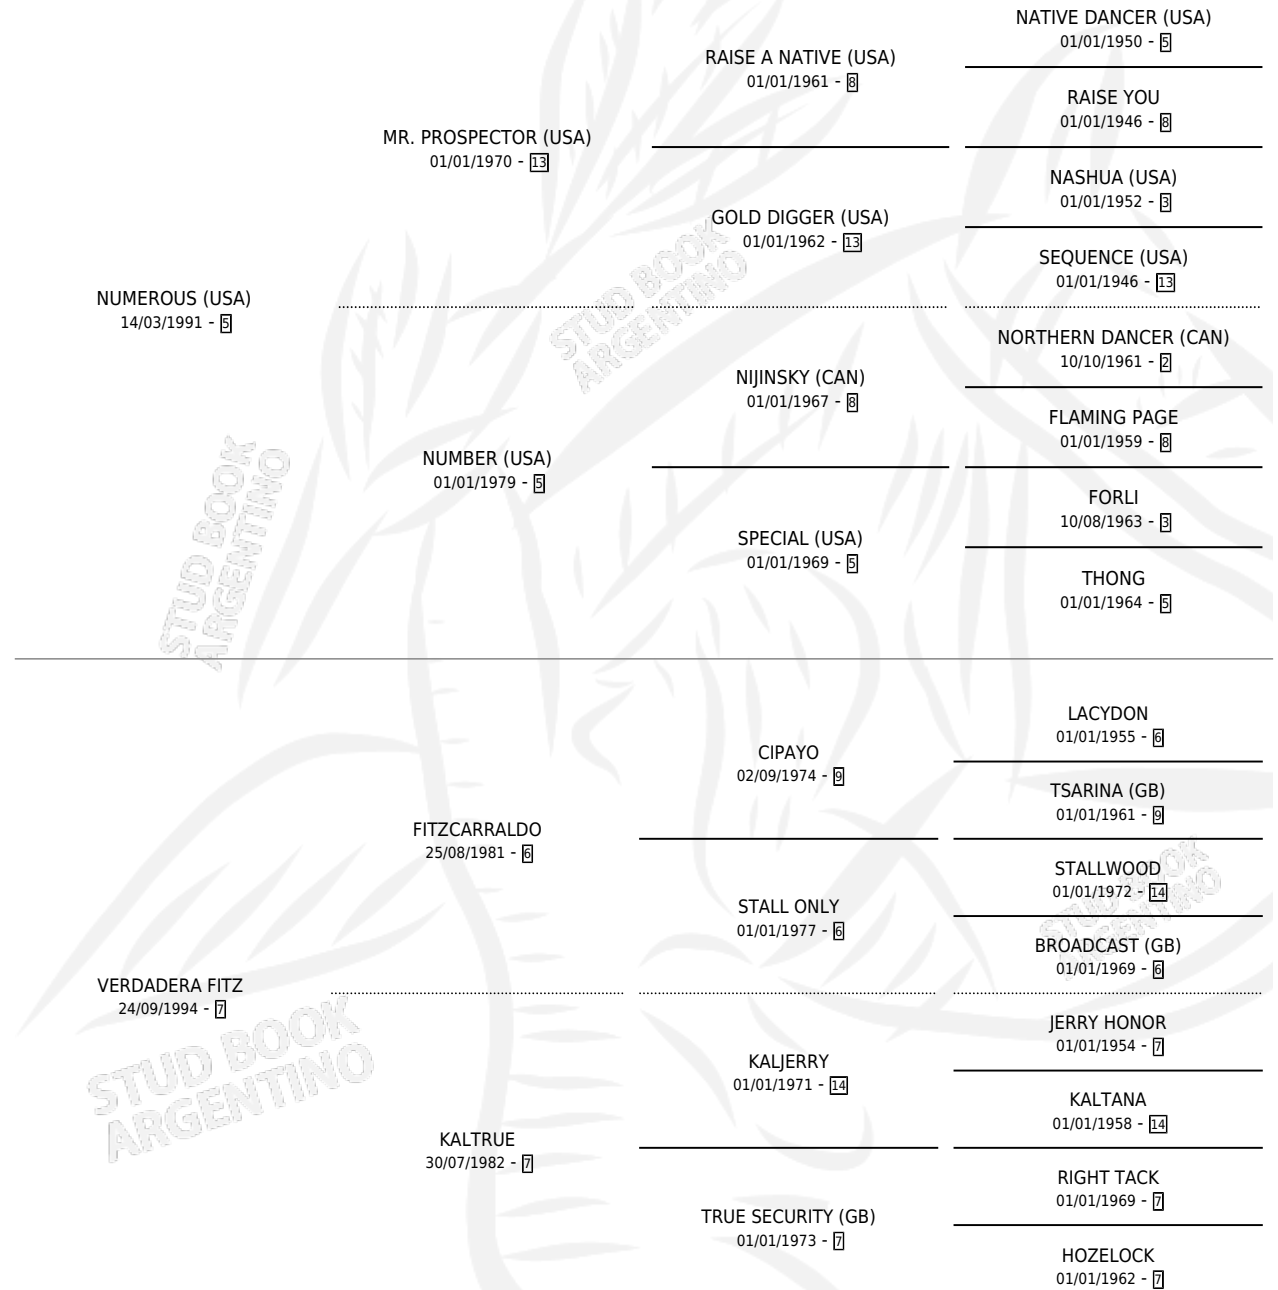 NATIVE DANCER (USA)
01/01/1950 - 5
RAISE A NATIVE (USA)
01/01/1961 - 8
RAISE YOU
01/01/1946 - 8
MR. PROSPECTOR (USA)
01/01/1970 - 13
NASHUA (USA)
01/01/1952 - 3
GOLD DIGGER (USA)
01/01/1962 - 13
SEQUENCE (USA)
01/01/1946 - 13
NUMEROUS (USA)
14/03/1991 - 5
STUD BOOK
ARGENTINO
NORTHERN DANCER (CAN)
10/10/1961 - 2
NIJINSKY (CAN)
01/01/1967 - 8
FLAMING PAGE
01/01/1959 - 8
NUMBER (USA)
01/01/1979 - 5
FORLI
10/08/1963 - 3
SPECIAL (USA)
01/01/1969 - 5
THONG
01/01/1964 - 5
STUD BOOK
ARGENTINO
LACYDON
01/01/1955 - 6
CIPAYO
02/09/1974 - 9
TSARINA (GB)
01/01/1961 - 9
FITZCARRALDO
25/08/1981 - 6
STALLWOOD
01/01/1972 - 14
STALL ONLY
01/01/1977 - 6
BROADCAST (GB)
01/01/1969 - 6
STUD BOOK
ARGENTINO
VERDADERA FITZ
24/09/1994 - 7
STUD BOOK
ARGENTINO
JERRY HONOR
01/01/1954 - 7
KALJERRY
01/01/1971 - 14
KALTANA
01/01/1958 - 14
KALTRUE
30/07/1982 - 7
RIGHT TACK
01/01/1969 - 7
TRUE SECURITY (GB)
01/01/1973 - 7
HOZELOCK
01/01/1962 - 7